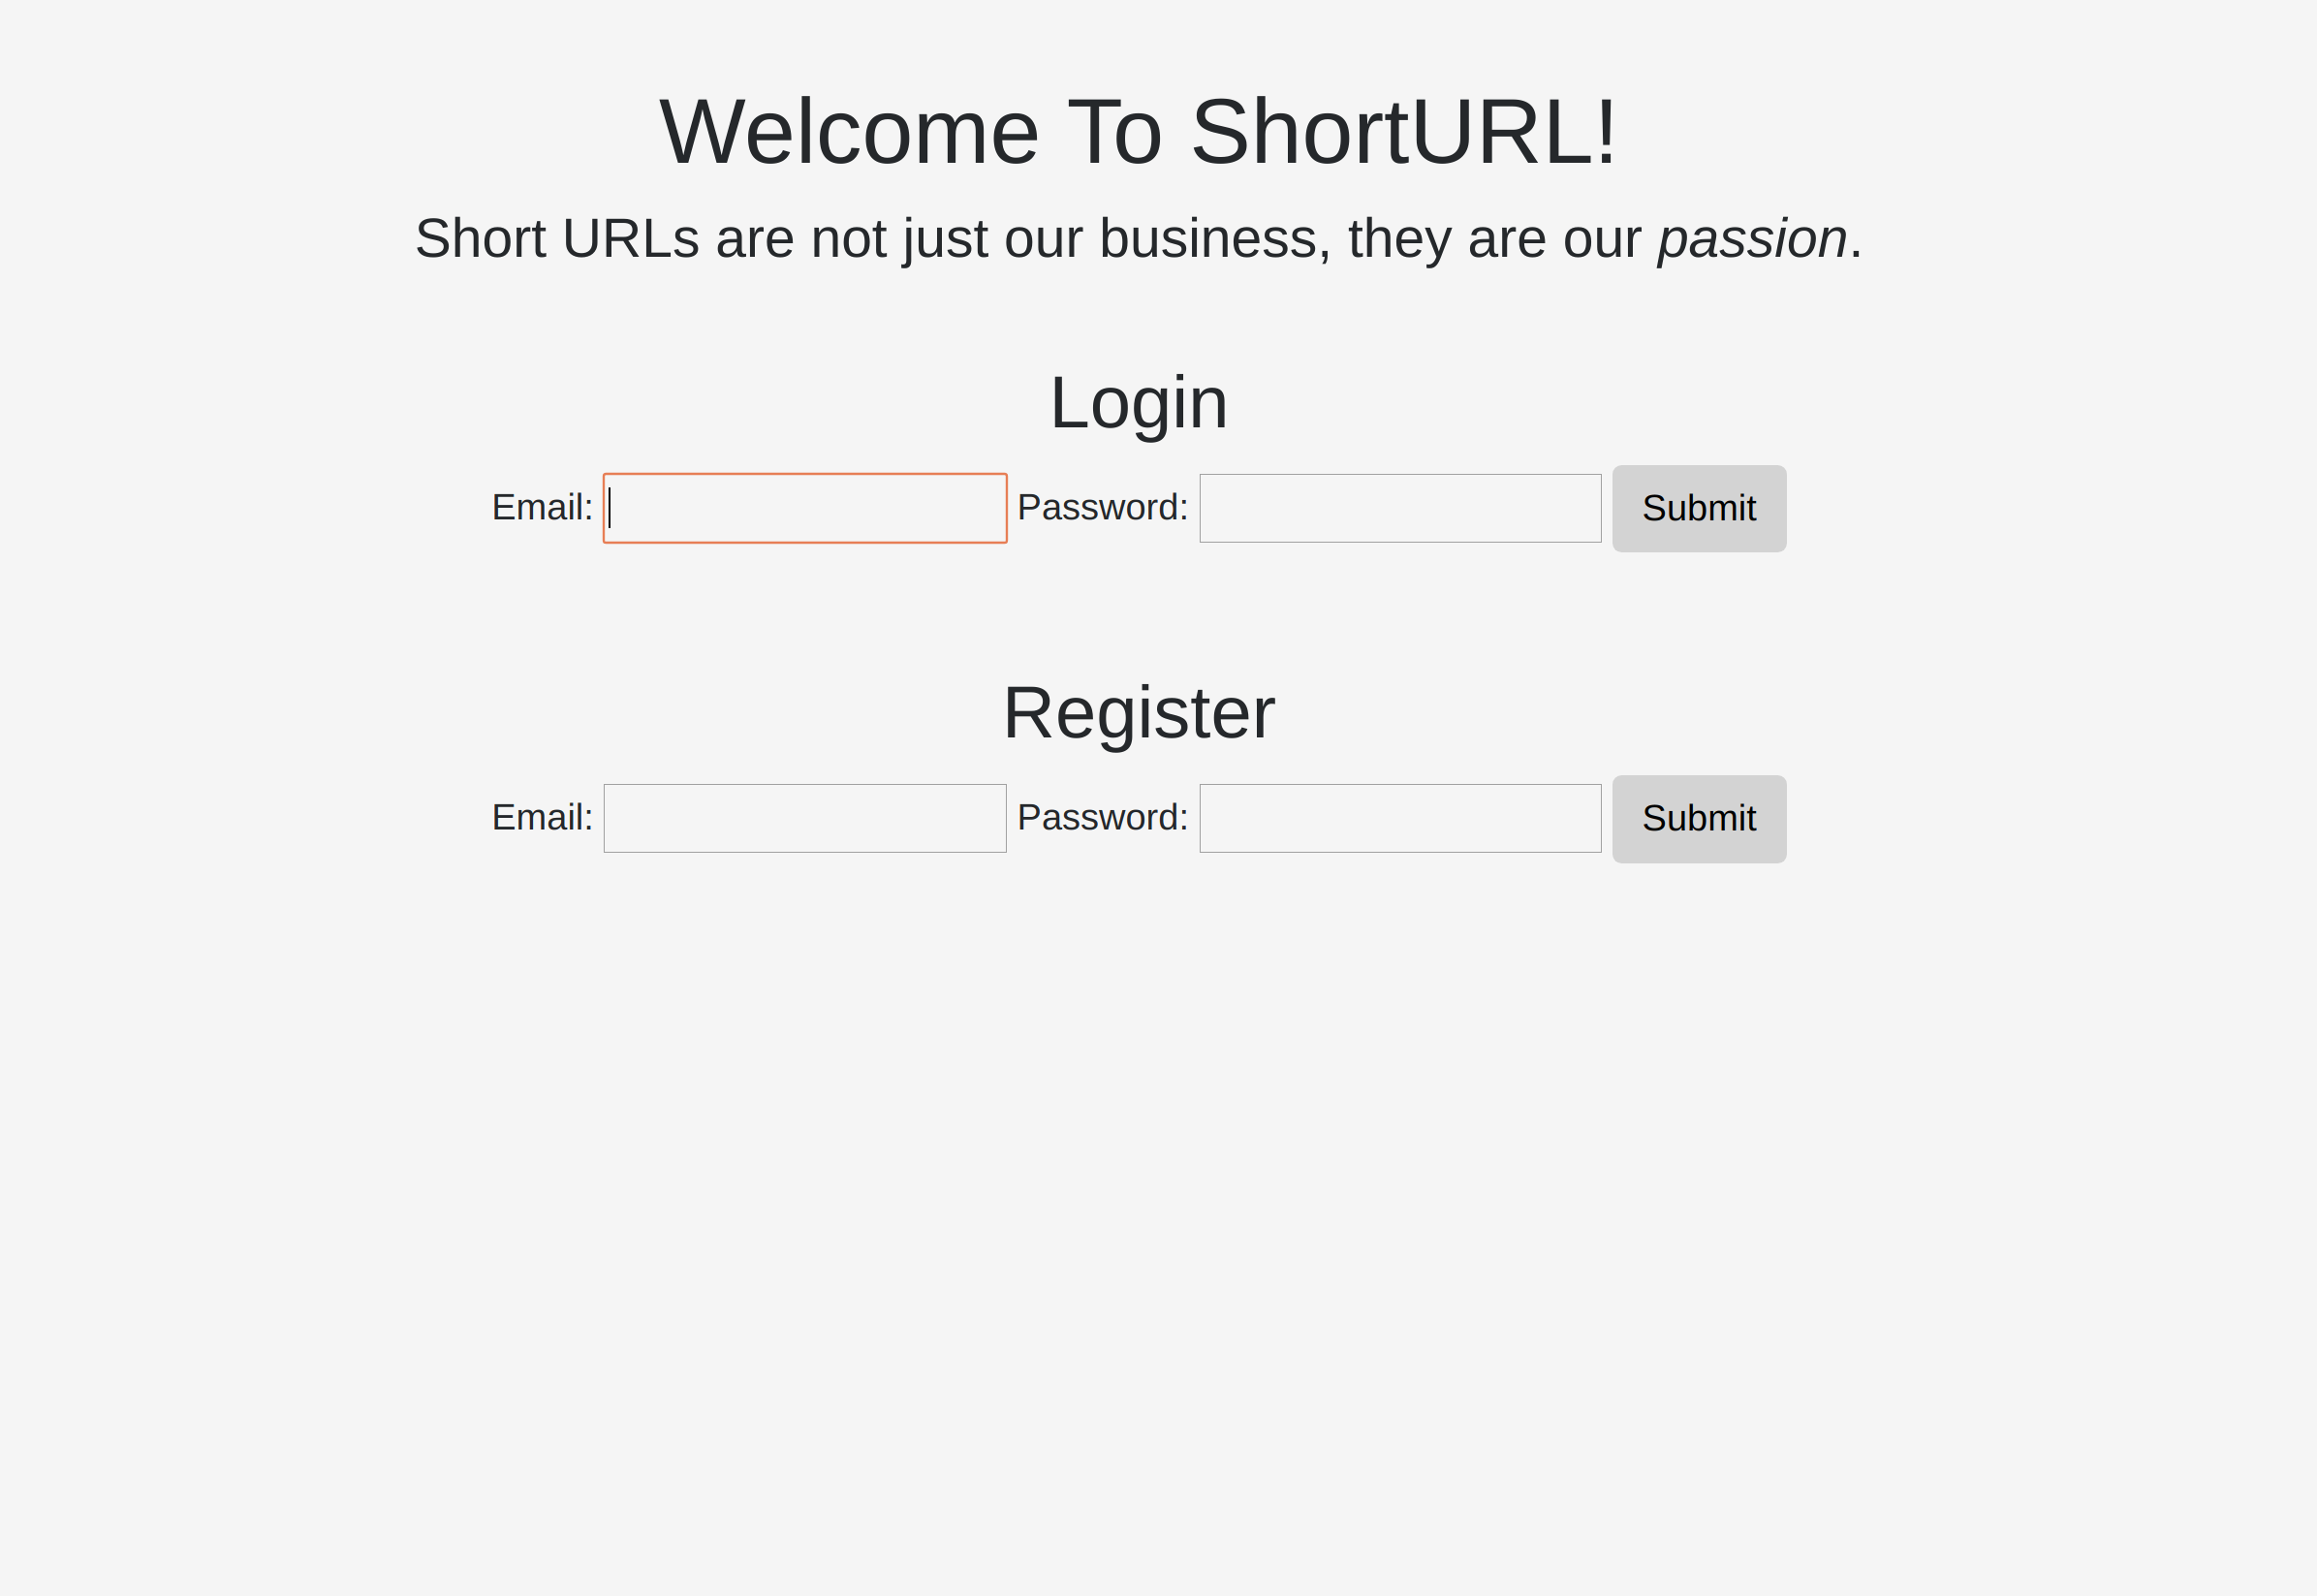 Welcome To ShortURL!
Short URLs are not just our business, they are our passion.
Login
Email: Password: Submit
Register
Email: Password: Submit